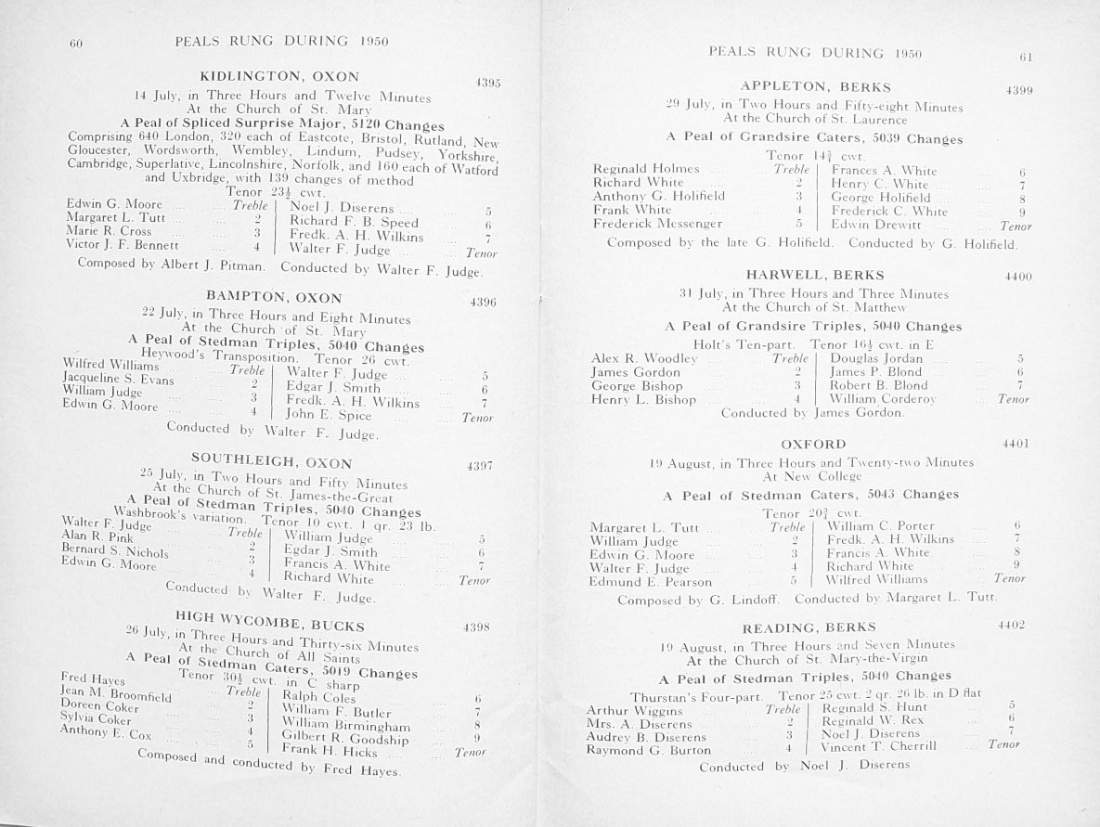 60 PEALS RUNG DURING 1950
KIDLINGTON, OXON 4395
14 July, in Three Hours and Twelve Minutes
At the Church of St. Mary
A Peal of Spliced Surprise Major, 5120 Changes
Comprising 640 London, 320 each of Eastcote, Bristol, Rutland, New
Gloucester, Wordsworth, Wembley, Lindum, Pudsey, Yorkshire,
Cambridge, Superlative, Lincolnshire, Norfolk, and 160 each of Watford
and Uxbridge, with 139 changes of method
Tenor 23½ cwt.
Edwin G. Moore Treble Noel J. Diserens 5
Margaret L. Tutt 2 Richard F. B. Speed 6
Marie R. Cross 3 Fredk. A. H. Wilkins 7
Victor J. F. Bennett 4 Walter F. Judge Tenor
Composed by Albert J. Pitman. Conducted by Walter F. Judge.
BAMPTON, OXON 4396
22 July, in Three Hours and Eight Minutes
At the Church of St. Mary
A Peal of Stedman Triples, 5040 Changes
Heywood's Transposition. Tenor 26 cwt.
Wilfred Williams Treble Walter F. Judge 5
Jacqueline S. Evans 2 Edgar J. Smith 6
William Judge 3 Fredk. A. H. Wilkins 7
Edwin G. Moore 4 John E. Spice Tenor
Conducted by Walter F. Judge.
SOUTHLEIGH, OXON 4397
25 July, in Two Hours and Fifty Minutes
At the Church of St. James-the-Great
A Peal of Stedman Triples, 5040 Changes
Washbrook's variation. Tenor 10 cwt. 1 qr. 23 lb.
Walter F. Judge Treble William Judge 5
Alan R. Pink 2 Egdar J. Smith 6
Bernard S. Nichols 3 Francis A. White 7
Edwin G. Moore 4 Richard White Tenor
Conducted by Walter F. Judge.
HIGH WYCOMBE, BUCKS 4398
26 July, in Three Hours and Thirty-six Minutes
At the Church of All Saints
A Peal of Stedman Caters, 5019 Changes
Tenor 30½ cwt. in C sharp
Fred Hayes Treble Ralph Coles 6
Jean M. Broomfield 2 William F. Butler 7
Doreen Coker 3 William Birmingham 8
Sylvia Coker 4 Gilbert R. Goodship 9
Anthony E. Cox 5 Frank H. Hicks Tenor
Composed and conducted by Fred Hayes.
PEALS RUNG DURING 1950 61
APPLETON, BERKS 4399
29 July, in Two Hours and Fifty-eight Minutes
At the Church of St. Laurence
A Peal of Grandsire Caters, 5039 Changes
Tenor 14¾ cwt.
Reginald Holmes Treble Frances A. White 6
Richard White 2 Henry C. White 7
Anthony G. Holifield 3 George Holifield 8
Frank White 4 Frederick C. White 9
Frederick Messenger 5 Edwin Drewitt Tenor
Composed by the late G. Holifield. Conducted by G. Holifield.
HARWELL, BERKS 4400
31 July, in Three Hours and Three Minutes
At the Church of St. Matthew
A Peal of Grandsire Triples, 5040 Changes
Holt's Ten-part. Tenor 16½ cwt. in E
Alex R. Woodley Treble Douglas Jordan 5
James Gordon 2 James P. Blond 6
George Bishop 3 Robert B. Blond 7
Henry L. Bishop 4 William Corderoy Tenor
Conducted by James Gordon.
OXFORD 4401
19 August, in Three Hours and Twenty-two Minutes
At New College
A Peal of Stedman Caters, 5043 Changes
Tenor 20¾ cwt.
Margaret L. Tutt Treble William C. Porter 6
William Judge 2 Fredk. A. H. Wilkins 7
Edwin G. Moore 3 Francis A. White 8
Walter F. Judge 4 Richard White 9
Edmund E. Pearson 5 Wilfred Williams Tenor
Composed by G. Lindoff. Conducted by Margaret L. Tutt.
READING, BERKS 4402
19 August, in Three Hours and Seven Minutes
At the Church of St. Mary-the-Virgin
A Peal of Stedman Triples, 5040 Changes
Thurstan's Four-part. Tenor 25 cwt. 2 qr. 26 lb. in D flat
Arthur Wiggins Treble Reginald S. Hunt 5
Mrs. A. Diserens 2 Reginald W. Rex 6
Audrey B. Diserens 3 Noel J. Diserens 7
Raymond G. Burton 4 Vincent T. Cherrill Tenor
Conducted by Noel J. Diserens